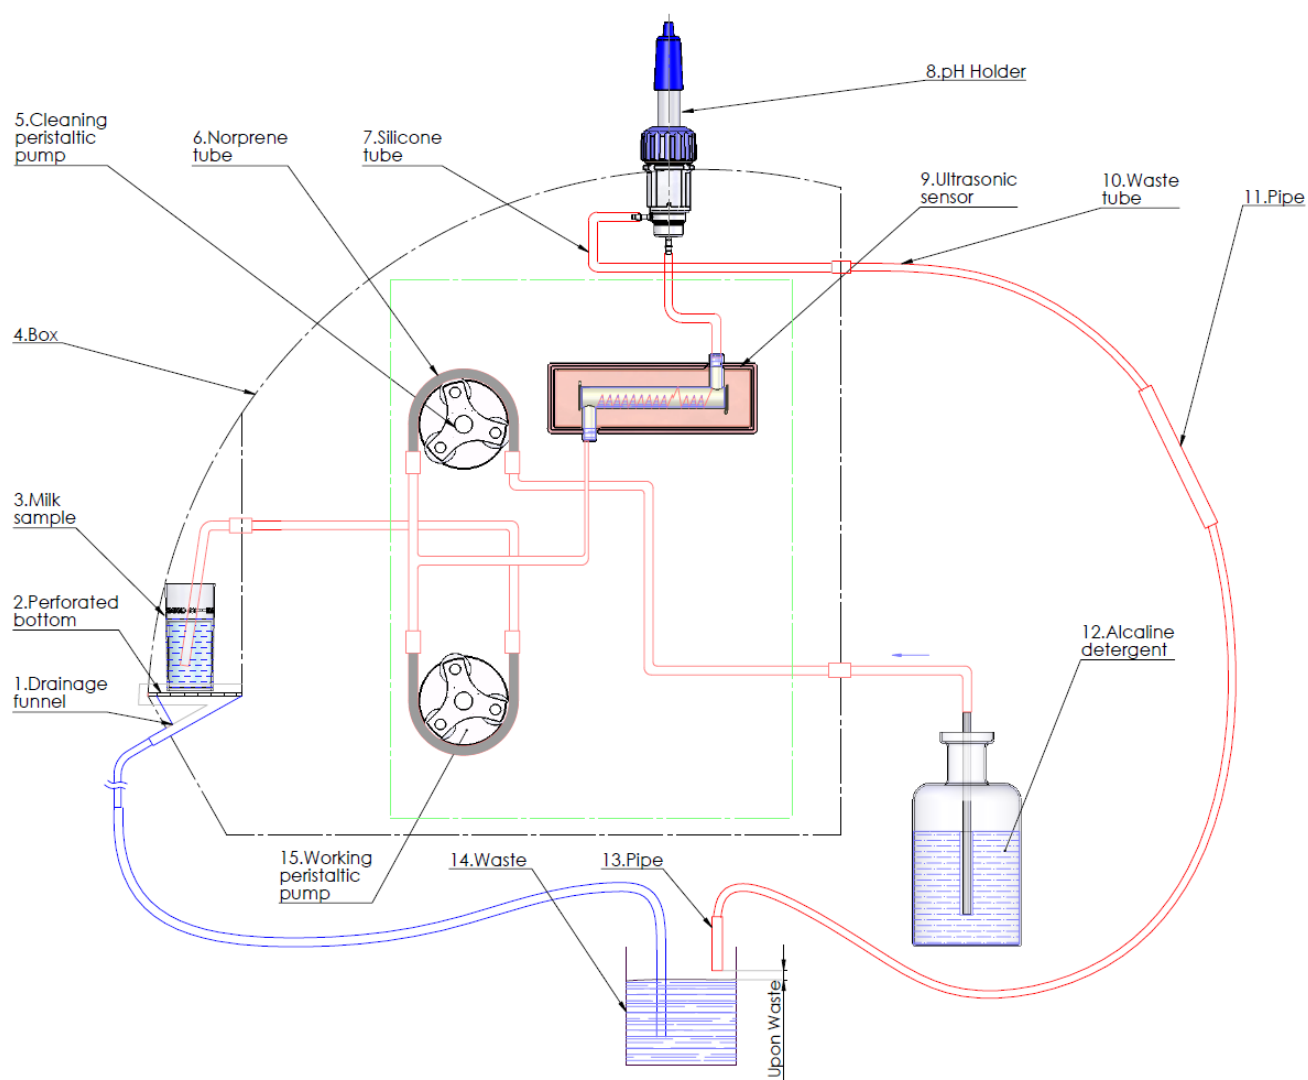 8.pH Holder
5.Cleaning
peristaltic
pump
6.Norprene
tube
7.Silicone
tube
9.Ultrasonic
sensor
10.Waste
tube
11.Pipe
4.Box
3.Milk
sample
2.Perforated
bottom
1.Drainage
funnel
12.Alcaline
detergent
15.Working
peristaltic
pump
14.Waste
13.Pipe
Upon Waste